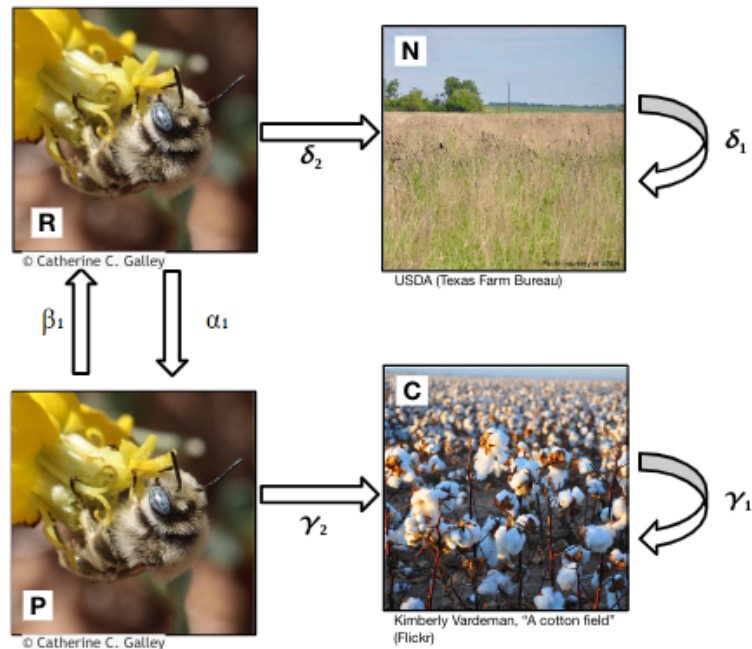 R
© Catherine C. Galley
δ₂
N
USDA (Texas Farm Bureau)
δ₁
β₁
α₁
P
© Catherine C. Galley
γ₂
C
Kimberly Vardeman, “A cotton field”
(Flickr)
γ₁